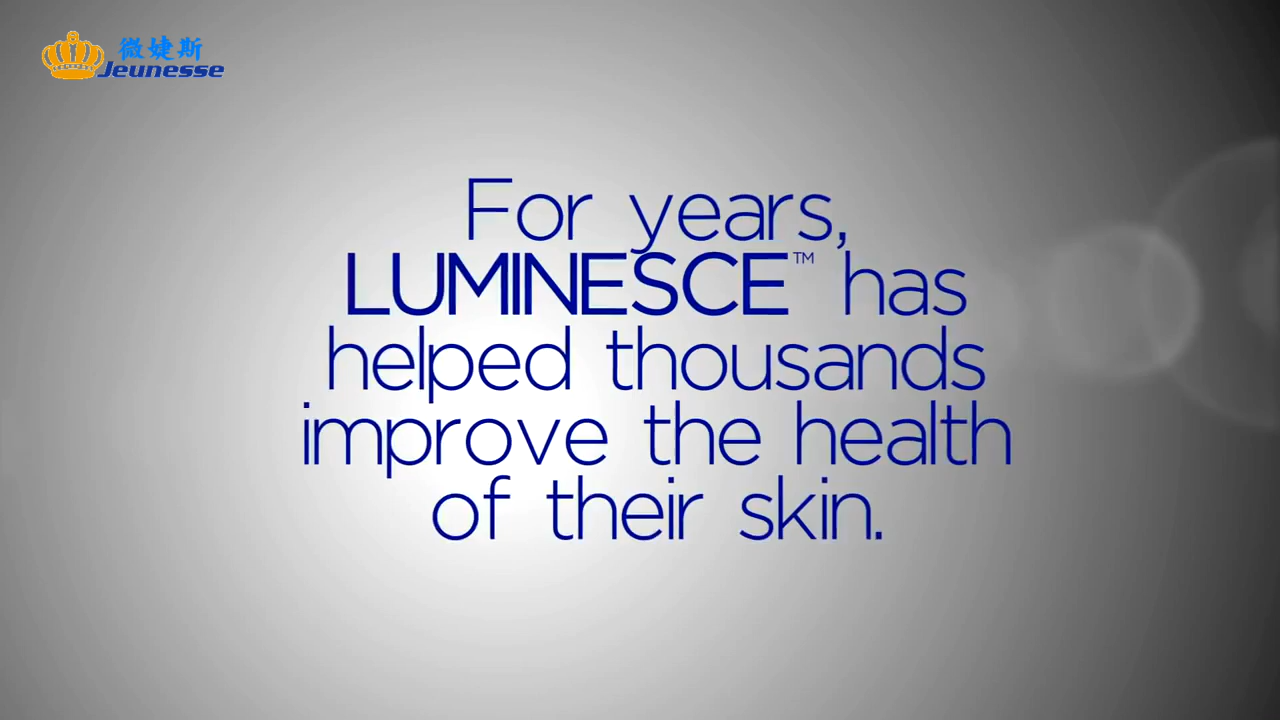 微婕斯
Jeunesse
For years,
LUMINESCE™ has
helped thousands
improve the health
of their skin.